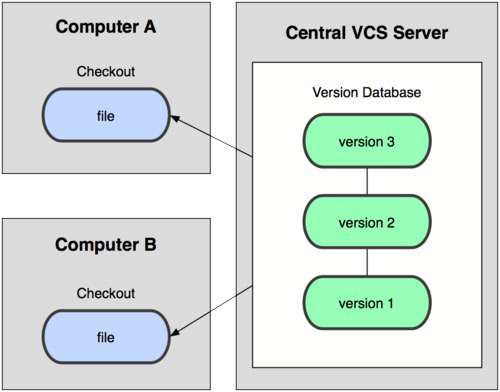 Computer A
Checkout
file
Computer B
Checkout
file
Central VCS Server
Version Database
version 3
version 2
version 1